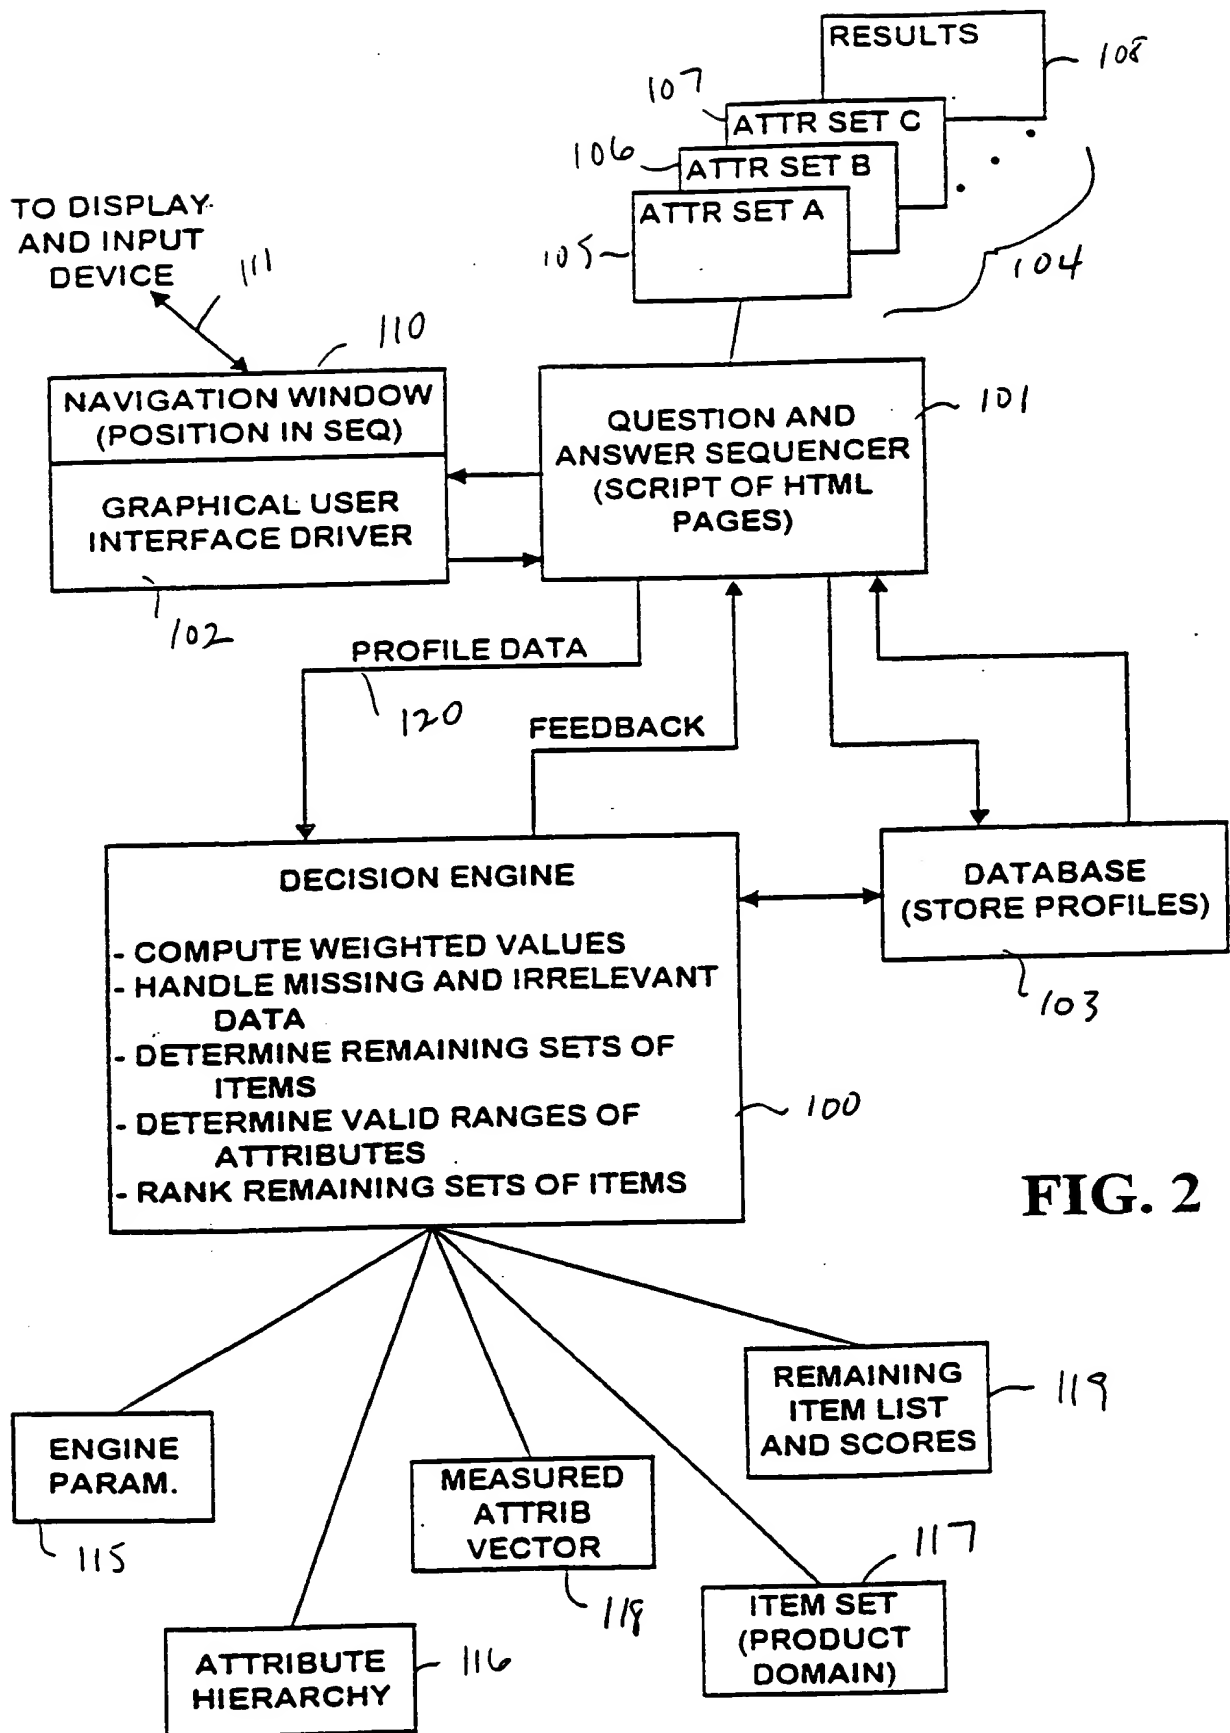 RESULTS
108
107
ATTR SET C
106
ATTR SET B
ATTR SET A
105
104
TO DISPLAY
AND INPUT
DEVICE
111
110
NAVIGATION WINDOW
(POSITION IN SEQ)
GRAPHICAL USER
INTERFACE DRIVER
102
QUESTION AND
ANSWER SEQUENCER
(SCRIPT OF HTML
PAGES)
101
PROFILE DATA
120
FEEDBACK
DECISION ENGINE
- COMPUTE WEIGHTED VALUES
- HANDLE MISSING AND IRRELEVANT
DATA
- DETERMINE REMAINING SETS OF
ITEMS
- DETERMINE VALID RANGES OF
ATTRIBUTES
- RANK REMAINING SETS OF ITEMS
100
DATABASE
(STORE PROFILES)
103
FIG. 2
ENGINE
PARAM.
115
ATTRIBUTE
HIERARCHY
116
MEASURED
ATTRIB
VECTOR
118
REMAINING
ITEM LIST
AND SCORES
119
117
ITEM SET
(PRODUCT
DOMAIN)